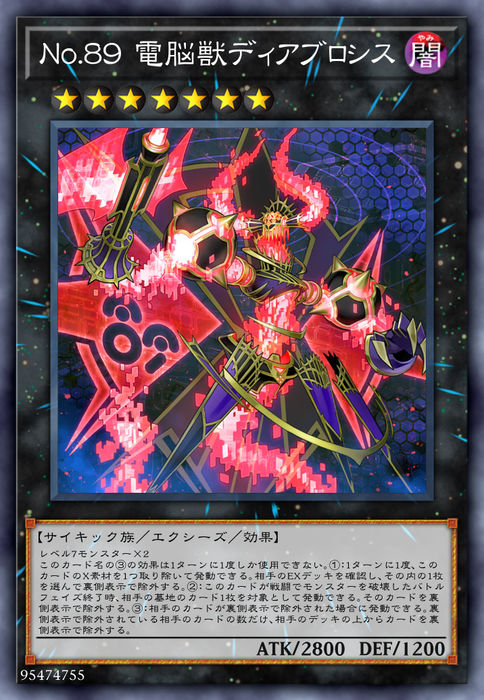 No.89 電脳獣ディアブロシス
やみ
闇
【サイキック族／エクシーズ／効果】
レベル7モンスター×2
このカード名の③の効果は1ターンに1度しか使用できない。①:1ターンに1度、この
カードのX素材を1つ取り除いて発動できる。相手のEXデッキを確認し、その内の1枚
を選んで裏側表示で除外する。②:このカードが戦闘でモンスターを破壊したバトル
フェイズ終了時、相手の墓地のカード1枚を対象として発動できる。そのカードを裏
側表示で除外する。③:相手のカードが裏側表示で除外された場合に発動できる。裏
側表示で除外されている相手のカードの数だけ、相手のデッキの上からカードを裏
側表示で除外する。
ATK/2800 DEF/1200
95474755